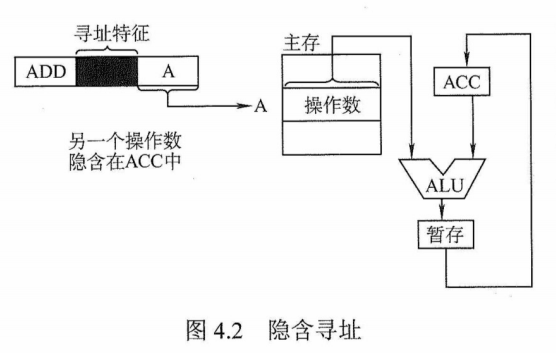 寻址特征
ADD
A
A
另一个操作数
隐含在ACC中
主存
操作数
ACC
ALU
暂存
图 4.2 隐含寻址